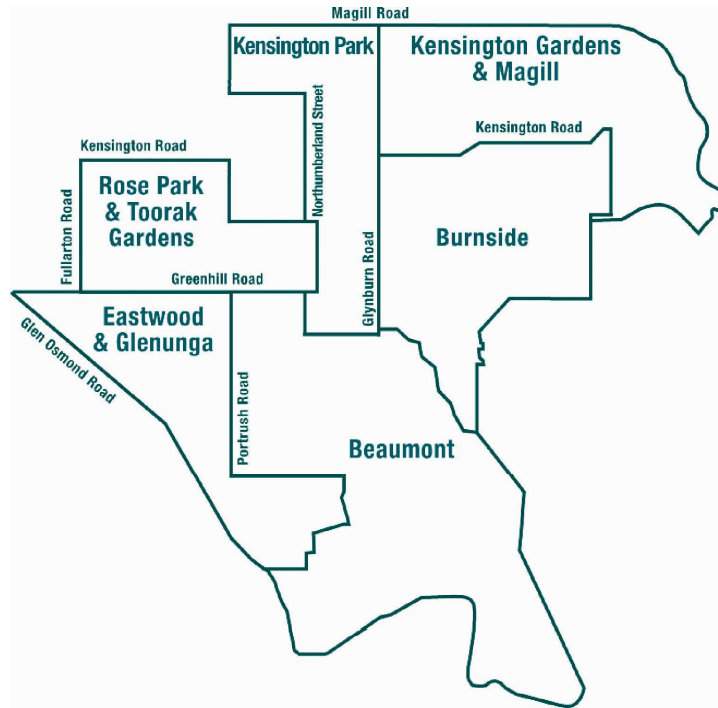 Magill Road
Kensington Park
Kensington Gardens
& Magill
Northumberland Street
Kensington Road
Kensington Road
Rose Park
& Toorak
Gardens
Fullarton Road
Burnside
Glynburn Road
Greenhill Road
Eastwood
& Glenunga
Glen Osmond Road
Portrush Road
Beaumont